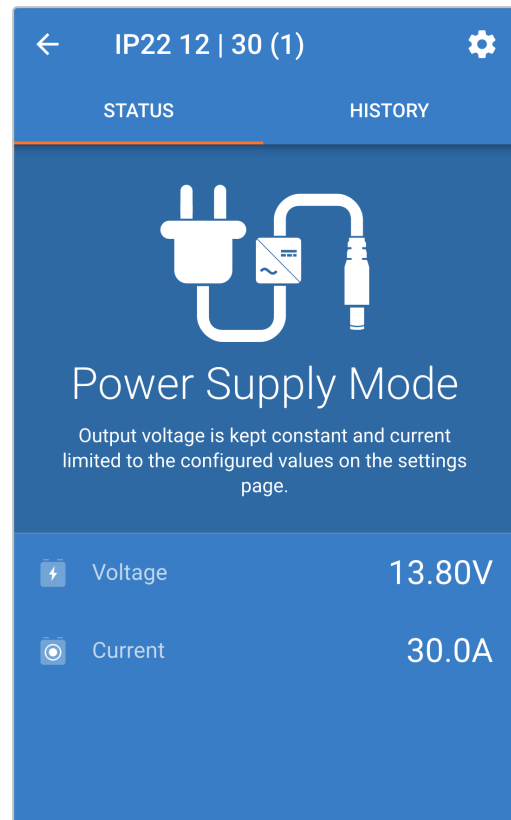 IP22 12 | 30 (1)
STATUS
HISTORY
Power Supply Mode
Output voltage is kept constant and current
limited to the configured values on the settings
page.
Voltage
13.80V
Current
30.0A